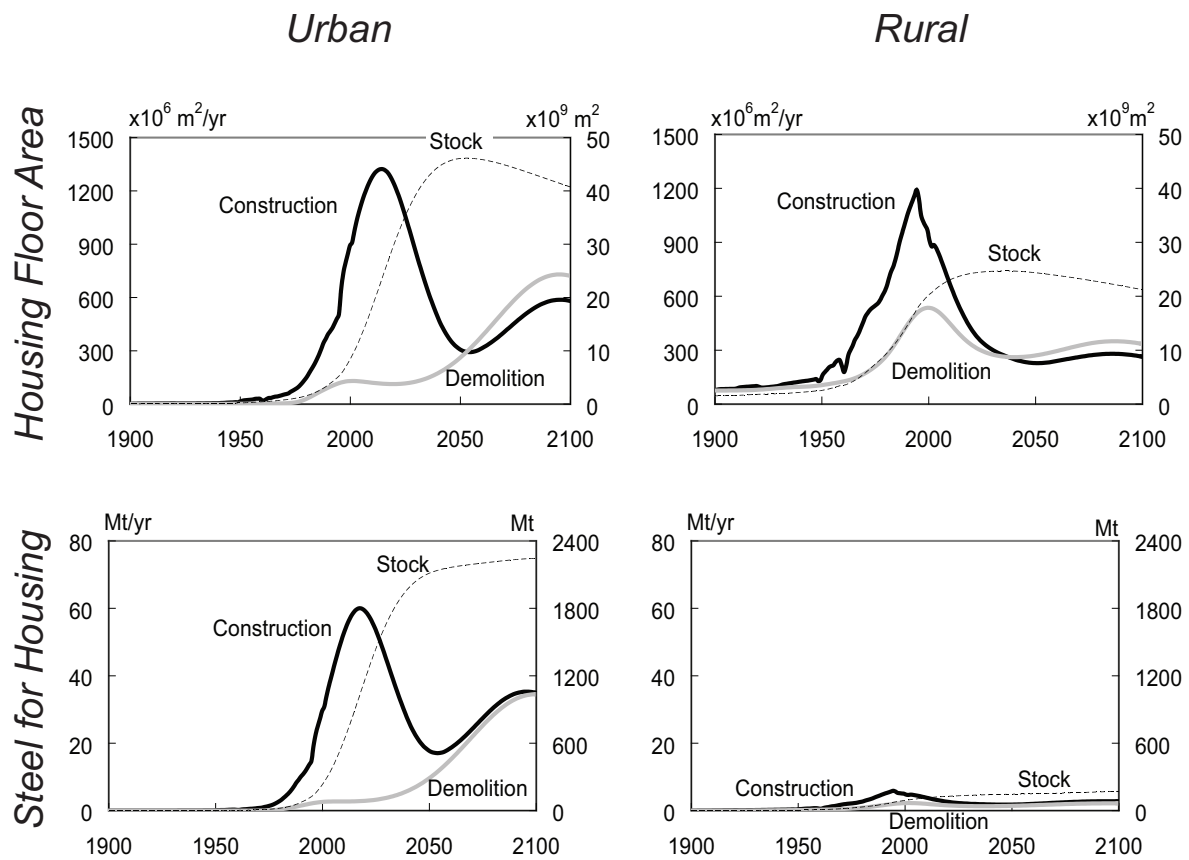 Urban
Rural
Housing Floor Area
x10⁶ m²/yr
x10⁹ m²
1500
1200
900
600
300
0
50
40
30
20
10
0
Stock
Construction
Demolition
1900 1950 2000 2050 2100
x10⁶m²/yr
x10⁹m²
1500
1200
900
600
300
0
50
40
30
20
10
0
Construction
Stock
Demolition
1900 1950 2000 2050 2100
Steel for Housing
Mt/yr
Mt
80
60
40
20
0
2400
1800
1200
600
0
Stock
Construction
Demolition
1900 1950 2000 2050 2100
Mt/yr
Mt
80
60
40
20
0
2400
1800
1200
600
0
Construction
Stock
Demolition
1900 1950 2000 2050 2100